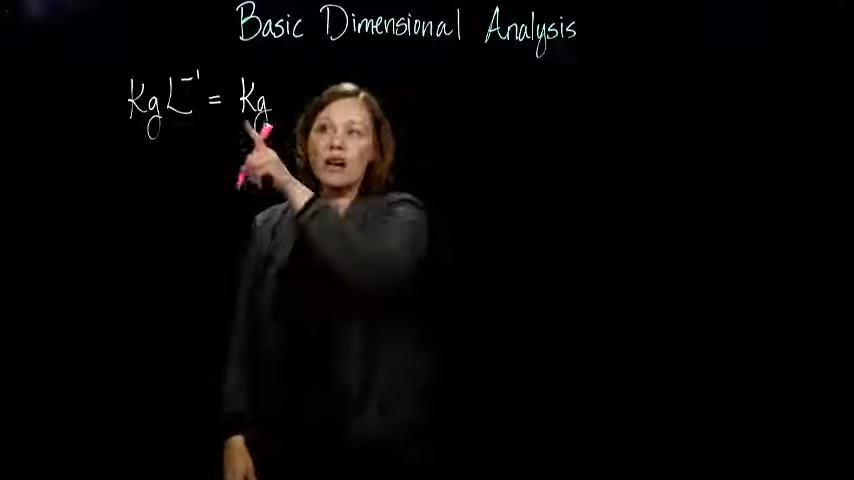 Basic Dimensional Analysis
KgL⁻¹ = Kg